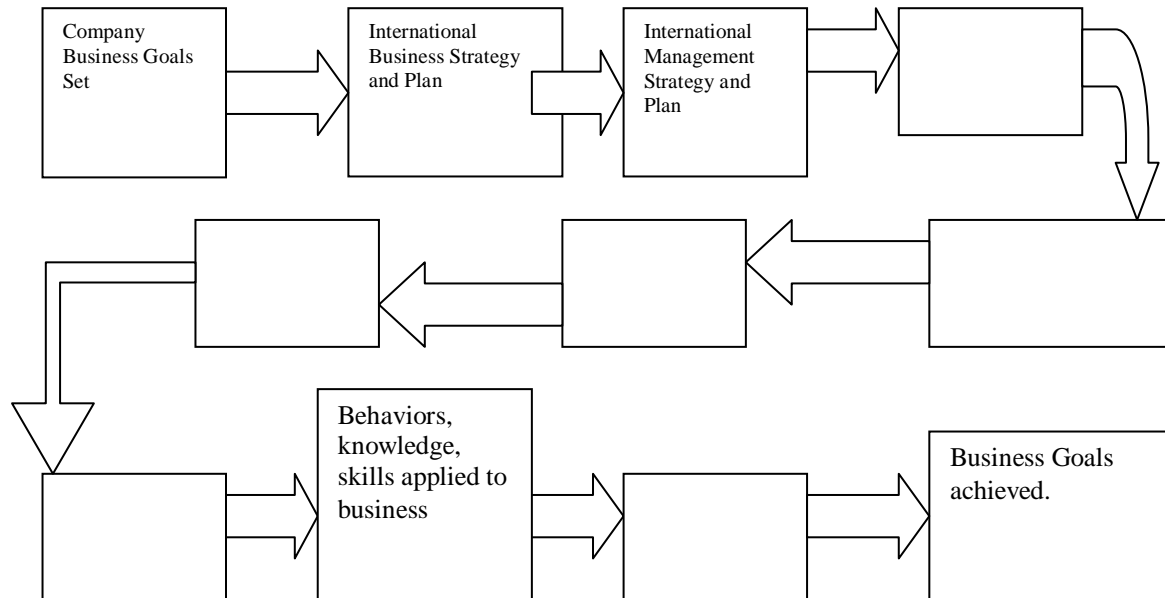 Company
Business Goals
Set
International
Business Strategy
and Plan
International
Management
Strategy and
Plan
Behaviors,
knowledge,
skills applied to
business
Business Goals
achieved.